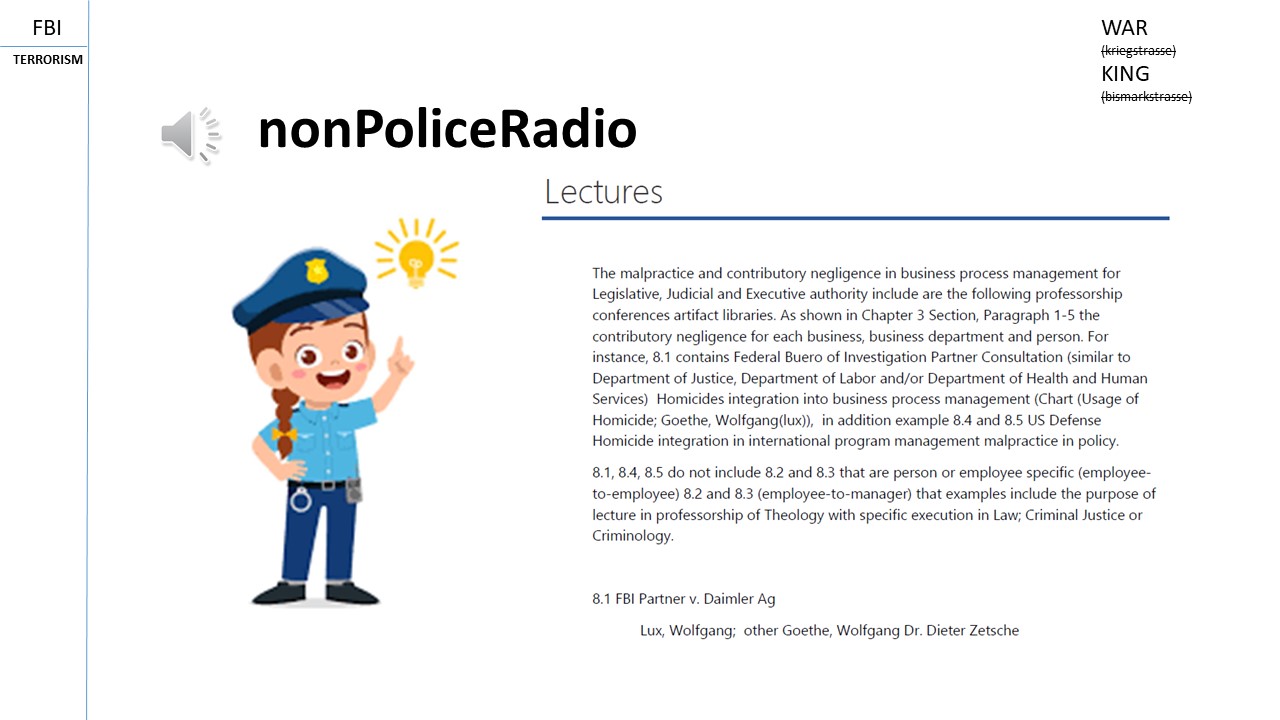 FBI
TERRORISM
WAR
(kriegstrasse)
KING
(bismarkstrasse)
nonPoliceRadio
Lectures
The malpractice and contributory negligence in business process management for
Legislative, Judicial and Executive authority include are the following professorship
conferences artifact libraries. As shown in Chapter 3 Section, Paragraph 1-5 the
contributory negligence for each business, business department and person. For
instance, 8.1 contains Federal Buero of Investigation Partner Consultation (similar to
Department of Justice, Department of Labor and/or Department of Health and Human
Services)  Homicides integration into business process management (Chart (Usage of
Homicide; Goethe, Wolfgang(lux)),  in addition example 8.4 and 8.5 US Defense
Homicide integration in international program management malpractice in policy.
8.1, 8.4, 8.5 do not include 8.2 and 8.3 that are person or employee specific (employee-
to-employee) 8.2 and 8.3 (employee-to-manager) that examples include the purpose of
lecture in professorship of Theology with specific execution in Law; Criminal Justice or
Criminology.
8.1 FBI Partner v. Daimler Ag
Lux, Wolfgang;  other Goethe, Wolfgang Dr. Dieter Zetsche